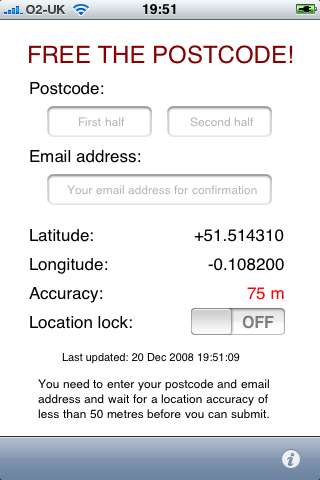 O2-UK 19:51
FREE THE POSTCODE!
Postcode:
First half Second half
Email address:
Your email address for confirmation
Latitude: +51.514310
Longitude: -0.108200
Accuracy: 75 m
Location lock: OFF
Last updated: 20 Dec 2008 19:51:09
You need to enter your postcode and email
address and wait for a location accuracy of
less than 50 metres before you can submit.
i